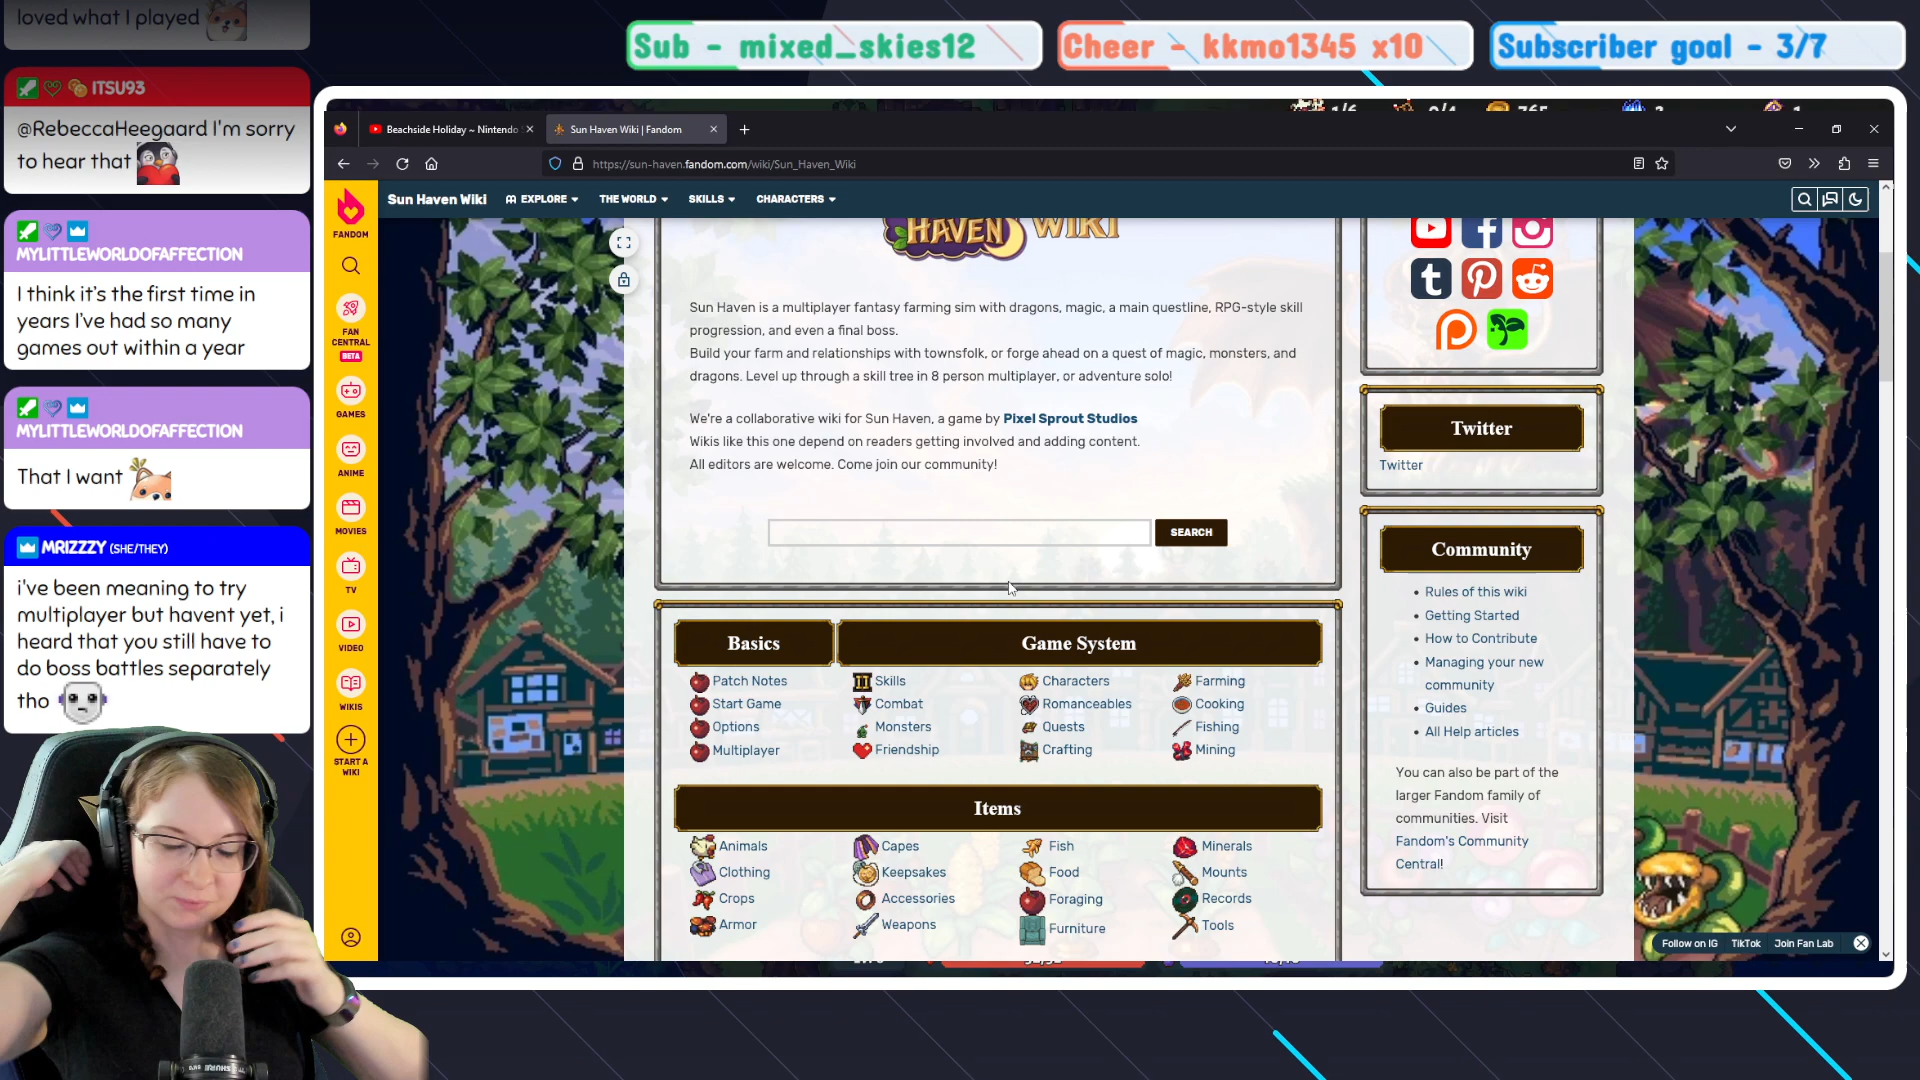 loved what I played
ITSU93
@RebeccaHeegaard I'm sorry
to hear that
MYLITTLEWORLDOFAFFECTION
I think it's the first time in
years I've had so many
games out within a year
MYLITTLEWORLDOFAFFECTION
That I want
MRIZZZY (SHE/THEY)
i've been meaning to try
multiplayer but havent yet, i
heard that you still have to
do boss battles separately
tho
Sub - mixed_skies12
Cheer - kkmo1345 x10
Subscriber goal - 3/7
Beachside Holiday ~ Nintendo
Sun Haven Wiki | Fandom
https://sun-haven.fandom.com/wiki/Sun_Haven_Wiki
FANDOM
FAN
CENTRAL
BETA
GAMES
ANIME
MOVIES
TV
VIDEO
WIKIS
START A
WIKI
Sun Haven Wiki
EXPLORE
THE WORLD
SKILLS
CHARACTERS
HAVEN WIKI
Sun Haven is a multiplayer fantasy farming sim with dragons, magic, a main questline, RPG-style skill
progression, and even a final boss.
Build your farm and relationships with townsfolk, or forge ahead on a quest of magic, monsters, and
dragons. Level up through a skill tree in 8 person multiplayer, or adventure solo!
We're a collaborative wiki for Sun Haven, a game by Pixel Sprout Studios
Wikis like this one depend on readers getting involved and adding content.
All editors are welcome. Come join our community!
SEARCH
Basics
Patch Notes
Start Game
Options
Multiplayer
Game System
Skills
Combat
Monsters
Friendship
Characters
Romanceables
Quests
Crafting
Farming
Cooking
Fishing
Mining
Items
Animals
Clothing
Crops
Armor
Capes
Keepsakes
Accessories
Weapons
Fish
Food
Foraging
Furniture
Minerals
Mounts
Records
Tools
Twitter
Twitter
Community
Rules of this wiki
Getting Started
How to Contribute
Managing your new
community
Guides
All Help articles
You can also be part of the
larger Fandom family of
communities. Visit
Fandom's Community
Central!
Follow on IG
TikTok
Join Fan Lab
SHURE